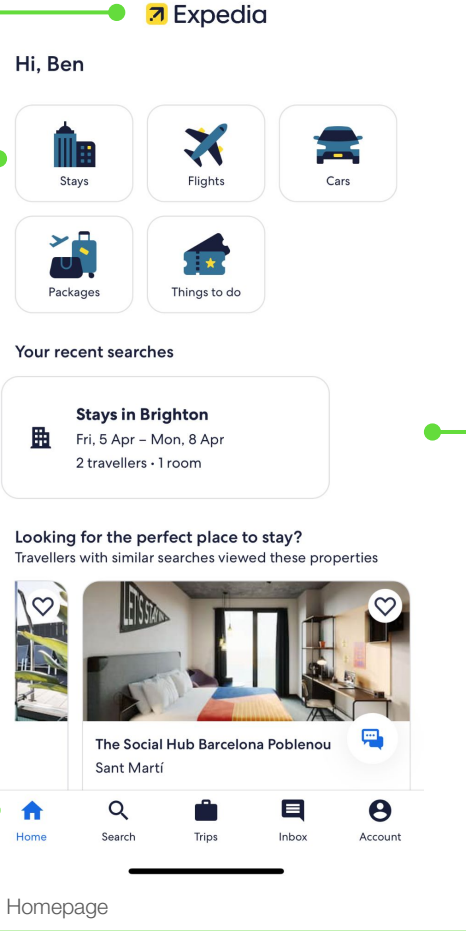 Expedia
Hi, Ben
Stays
Flights
Cars
Packages
Things to do
Your recent searches
Stays in Brighton
Fri, 5 Apr – Mon, 8 Apr
2 travellers • 1 room
Looking for the perfect place to stay?
Travellers with similar searches viewed these properties
LET'S STAY
The Social Hub Barcelona Poblenou
Sant Martí
Home
Search
Trips
Inbox
Account
Homepage